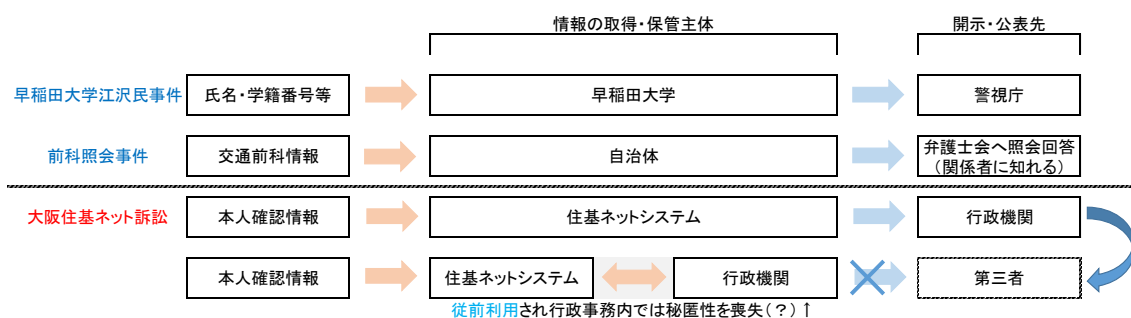 情報の取得・保管主体 開示・公表先
早稲田大学江沢民事件 氏名・学籍番号等 早稲田大学 警視庁
前科照会事件 交通前科情報 自治体 弁護士会へ照会回答
(関係者に知れる)
大阪住基ネット訴訟 本人確認情報 住基ネットシステム 行政機関
本人確認情報 住基ネットシステム 行政機関 第三者
従前利用され行政事務内では秘匿性を喪失(?)↑